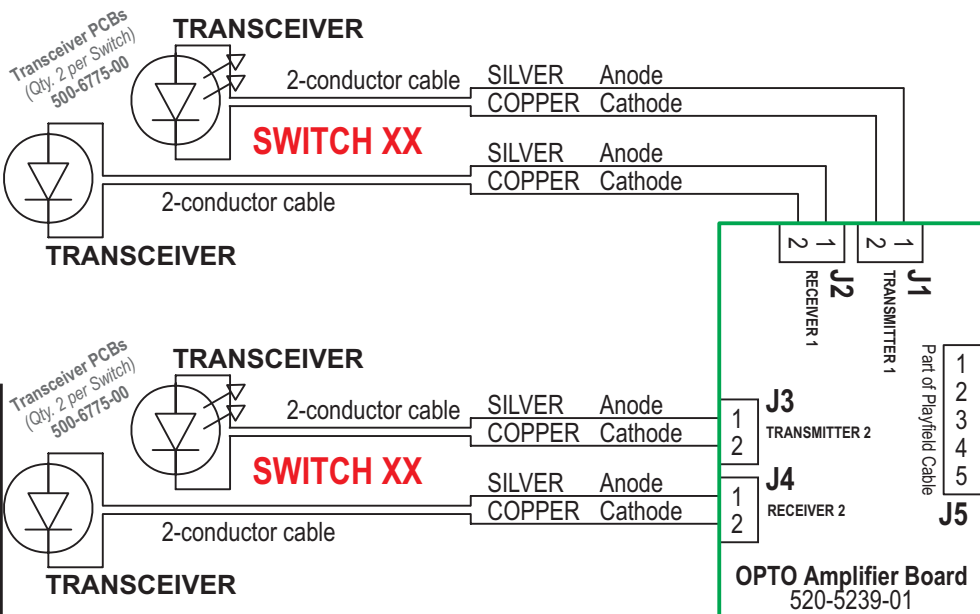 Transceiver PCBs
(Qty. 2 per Switch)
500-6775-00
TRANSCEIVER
2-conductor cable
SILVER Anode
COPPER Cathode
SWITCH XX
SILVER Anode
COPPER Cathode
2-conductor cable
TRANSCEIVER
2 1
2 1
J2
RECEIVER 1
J1
TRANSMITTER 1
Transceiver PCBs
(Qty. 2 per Switch)
500-6775-00
TRANSCEIVER
2-conductor cable
SILVER Anode
COPPER Cathode
SWITCH XX
SILVER Anode
COPPER Cathode
2-conductor cable
TRANSCEIVER
1
2
J3
TRANSMITTER 2
1
2
J4
RECEIVER 2
Part of Playfield Cable
1
2
3
4
5
J5
OPTO Amplifier Board
520-5239-01